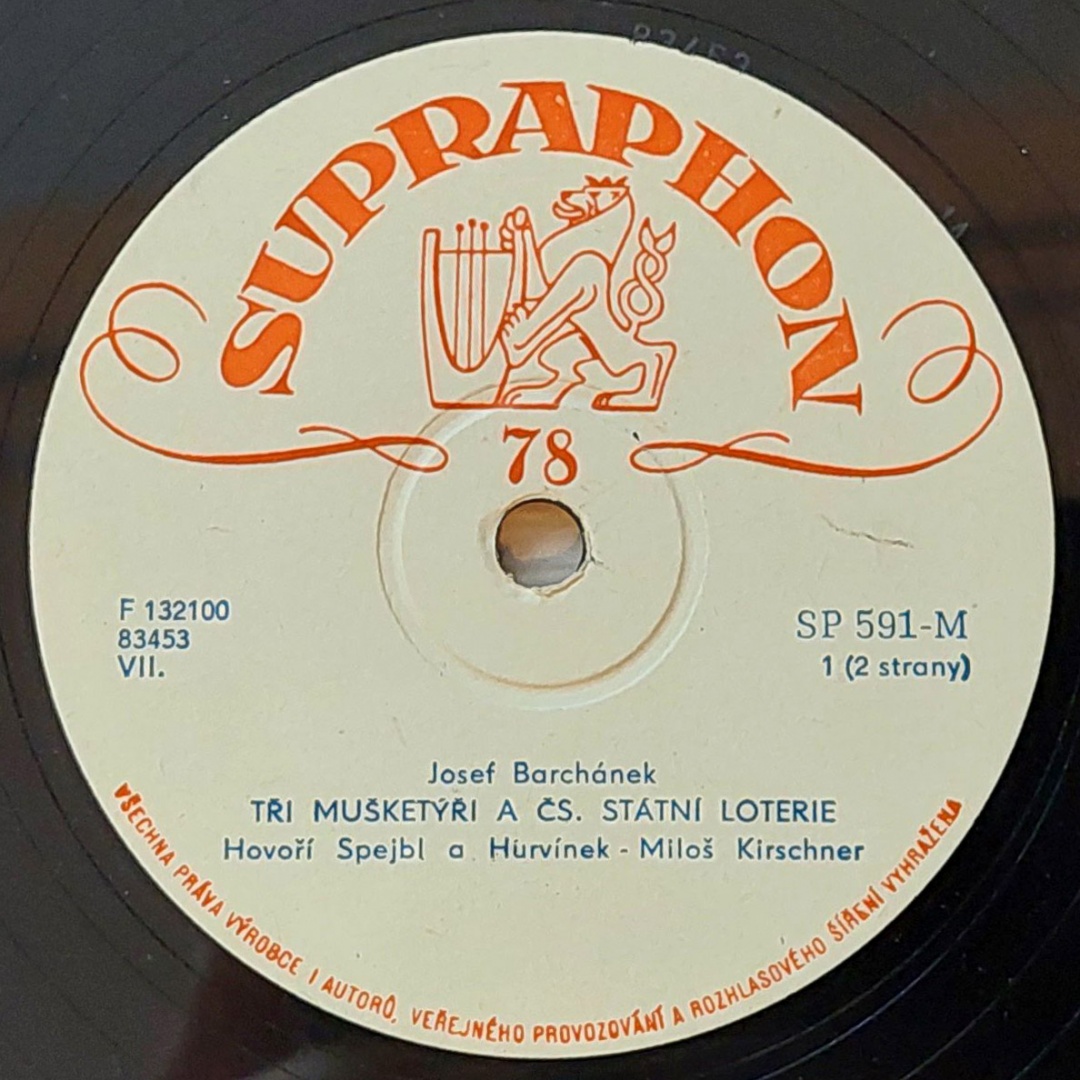 83453
SUPRAPHON
78
F 132100
83453
VII.
SP 591-M
1 (2 strany)
Josef Barchánek
TŘI MUŠKETÝŘI A ČS. STÁTNÍ LOTERIE
Hovoří Spejbl a Hurvínek - Miloš Kirschner
VŠECHNA PRÁVA VÝROBCE I AUTORŮ, VEŘEJNÉHO PROVOZOVÁNÍ A ROZHLASOVÉHO ŠÍŘENÍ VYHRAŽENA